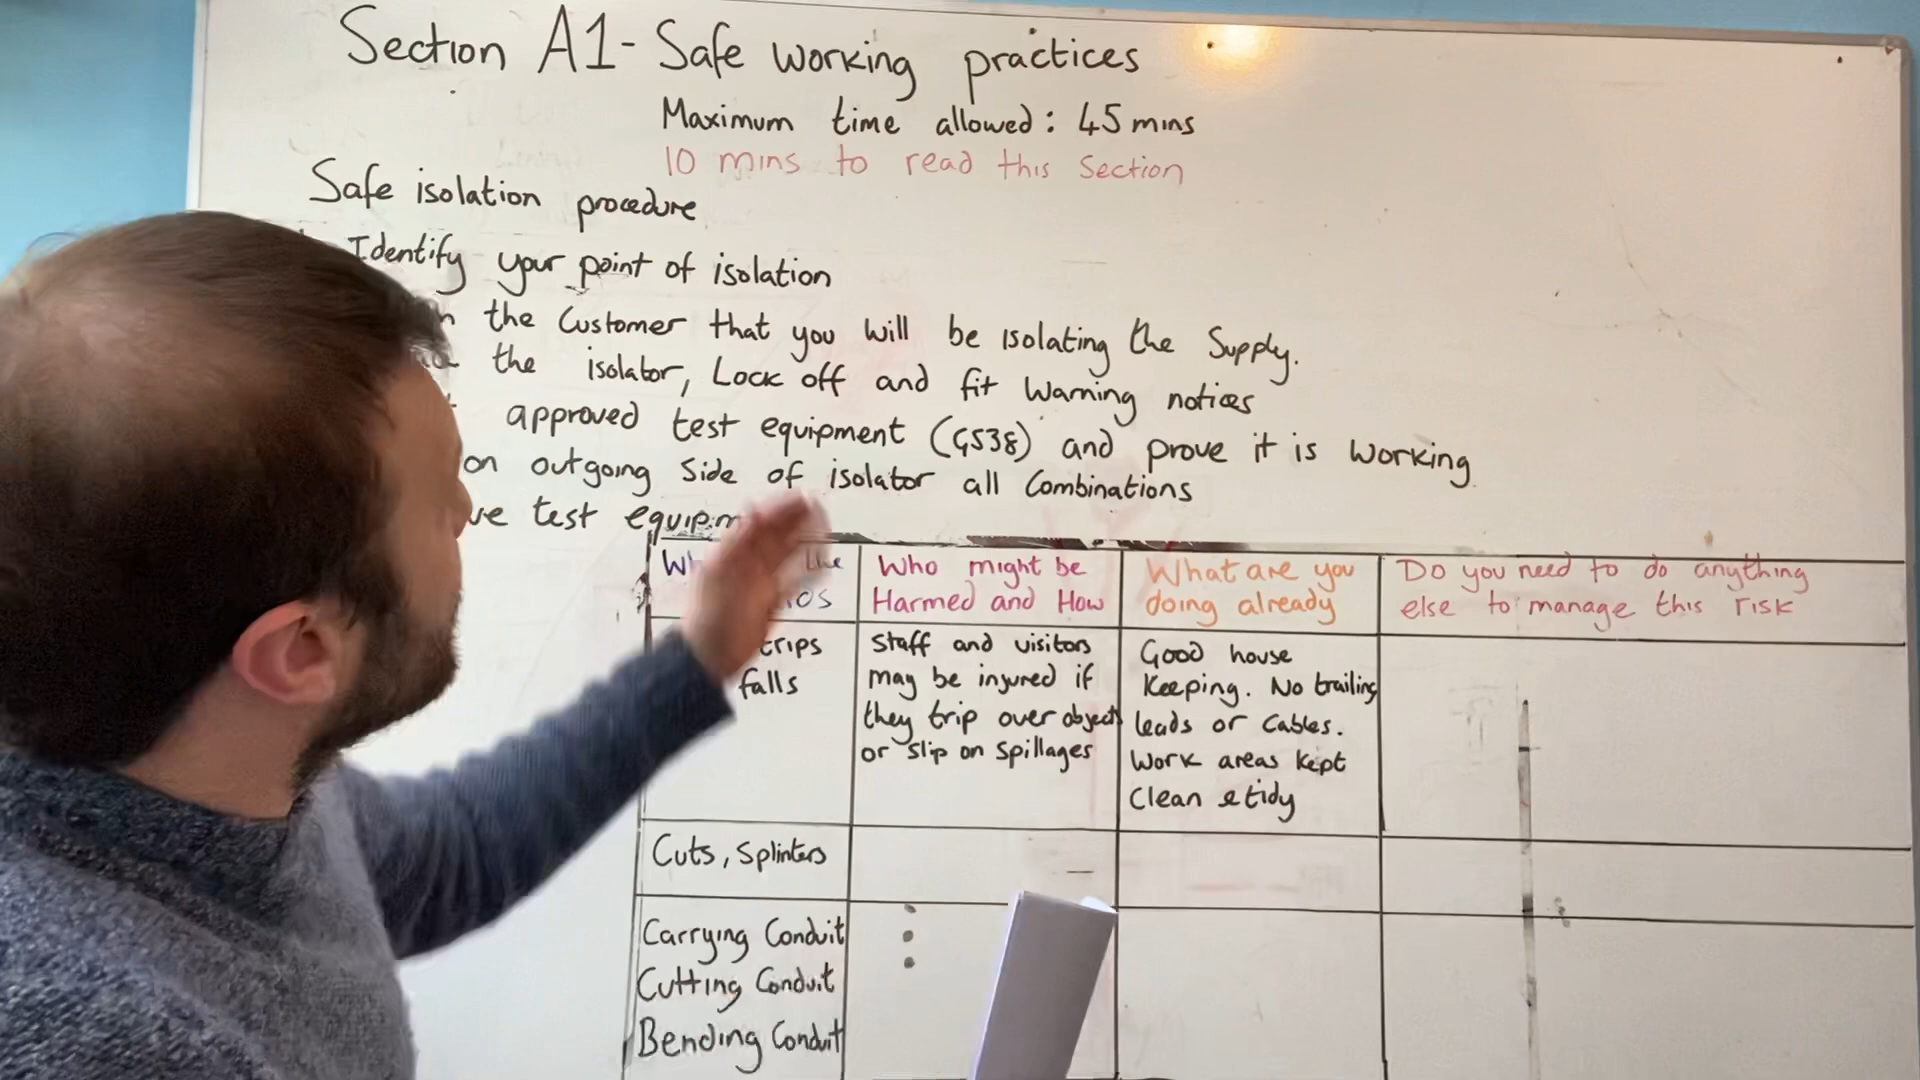 Section A1- Safe working practices
Maximum time allowed: 45 mins
10 mins to read this Section
Safe isolation procedure
Identify your point of isolation
the Customer that you will be isolating the Supply.
the isolator, Lock off and fit Warning notices
approved test equipment (GS38) and prove it is working
on outgoing Side of isolator all Combinations
test
Who might be
Harmed and How
What are you
doing already
Do you need to do anything
else to manage this risk
trips
falls
Staff and visitors
may be injured if
they trip over objects
or slip on spillages
Good house
Keeping. No trailing
leads or Cables.
Work areas kept
Clean & tidy
Cuts, Splinters
Carrying Conduit
Cutting Conduit
Bending Conduit